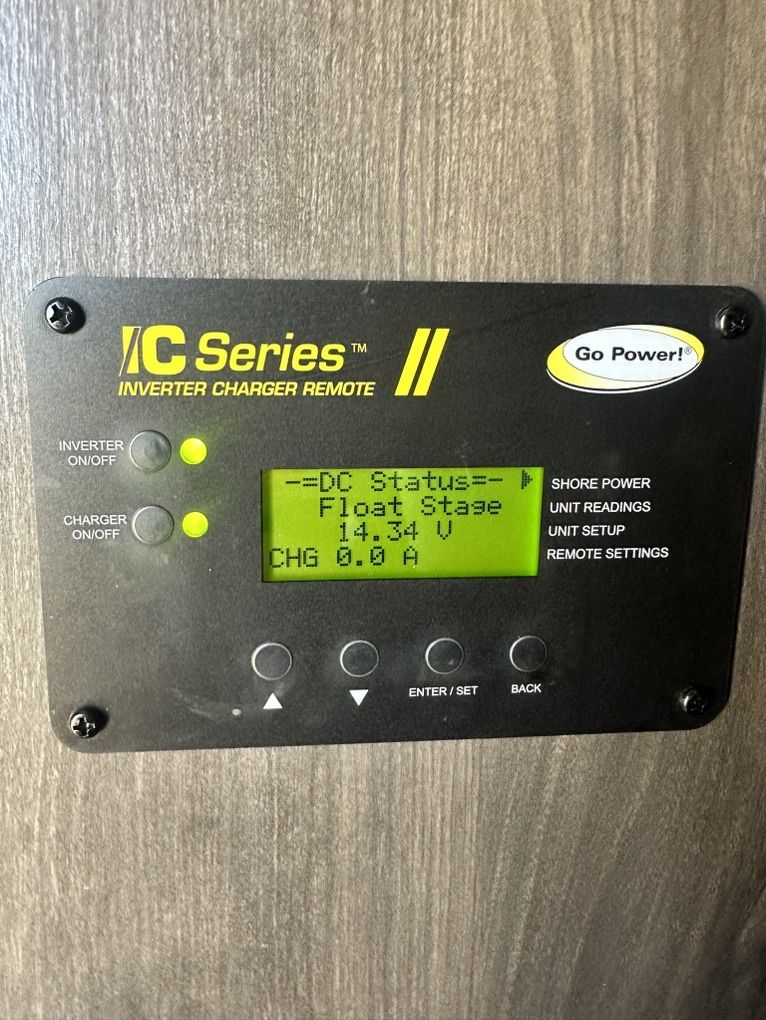 IC Series™
INVERTER CHARGER REMOTE
Go Power!®
INVERTER
ON/OFF
CHARGER
ON/OFF
-=DC Status=-
Float Stage
14.34 V
CHG 0.0 A
SHORE POWER
UNIT READINGS
UNIT SETUP
REMOTE SETTINGS
ENTER / SET
BACK